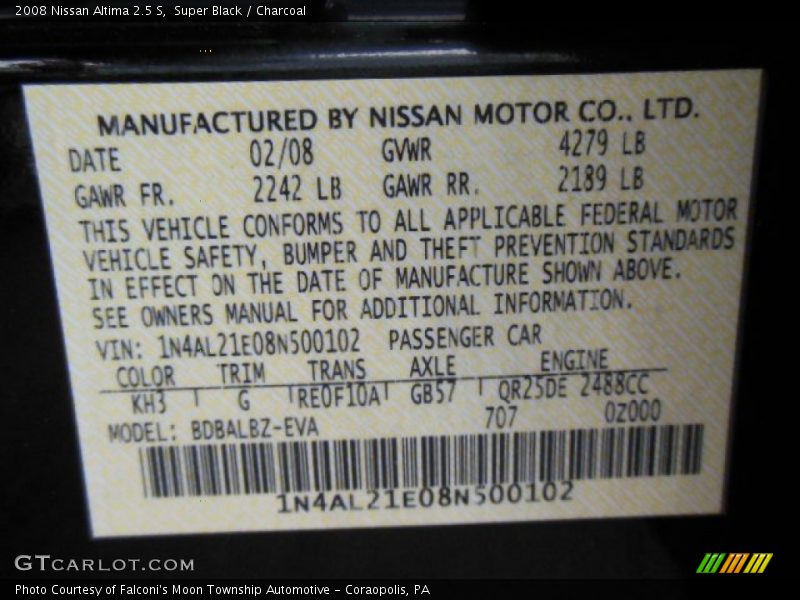 2008 Nissan Altima 2.5 S, Super Black / Charcoal
MANUFACTURED BY NISSAN MOTOR CO., LTD.
DATE 02/08 GVWR 4279 LB
GAWR FR. 2242 LB GAWR RR. 2189 LB
THIS VEHICLE CONFORMS TO ALL APPLICABLE FEDERAL MOTOR
VEHICLE SAFETY, BUMPER AND THEFT PREVENTION STANDARDS
IN EFFECT ON THE DATE OF MANUFACTURE SHOWN ABOVE.
SEE OWNERS MANUAL FOR ADDITIONAL INFORMATION.
VIN: 1N4AL21E08N500102 PASSENGER CAR
COLOR TRIM TRANS AXLE ENGINE
KH3 G RE0F10A GB57 QR25DE 2488CC
MODEL: BDBALBZ-EVA 707 0Z000
1N4AL21E08N500102
GTCARLOT.COM
Photo Courtesy of Falconi's Moon Township Automotive - Coraopolis, PA